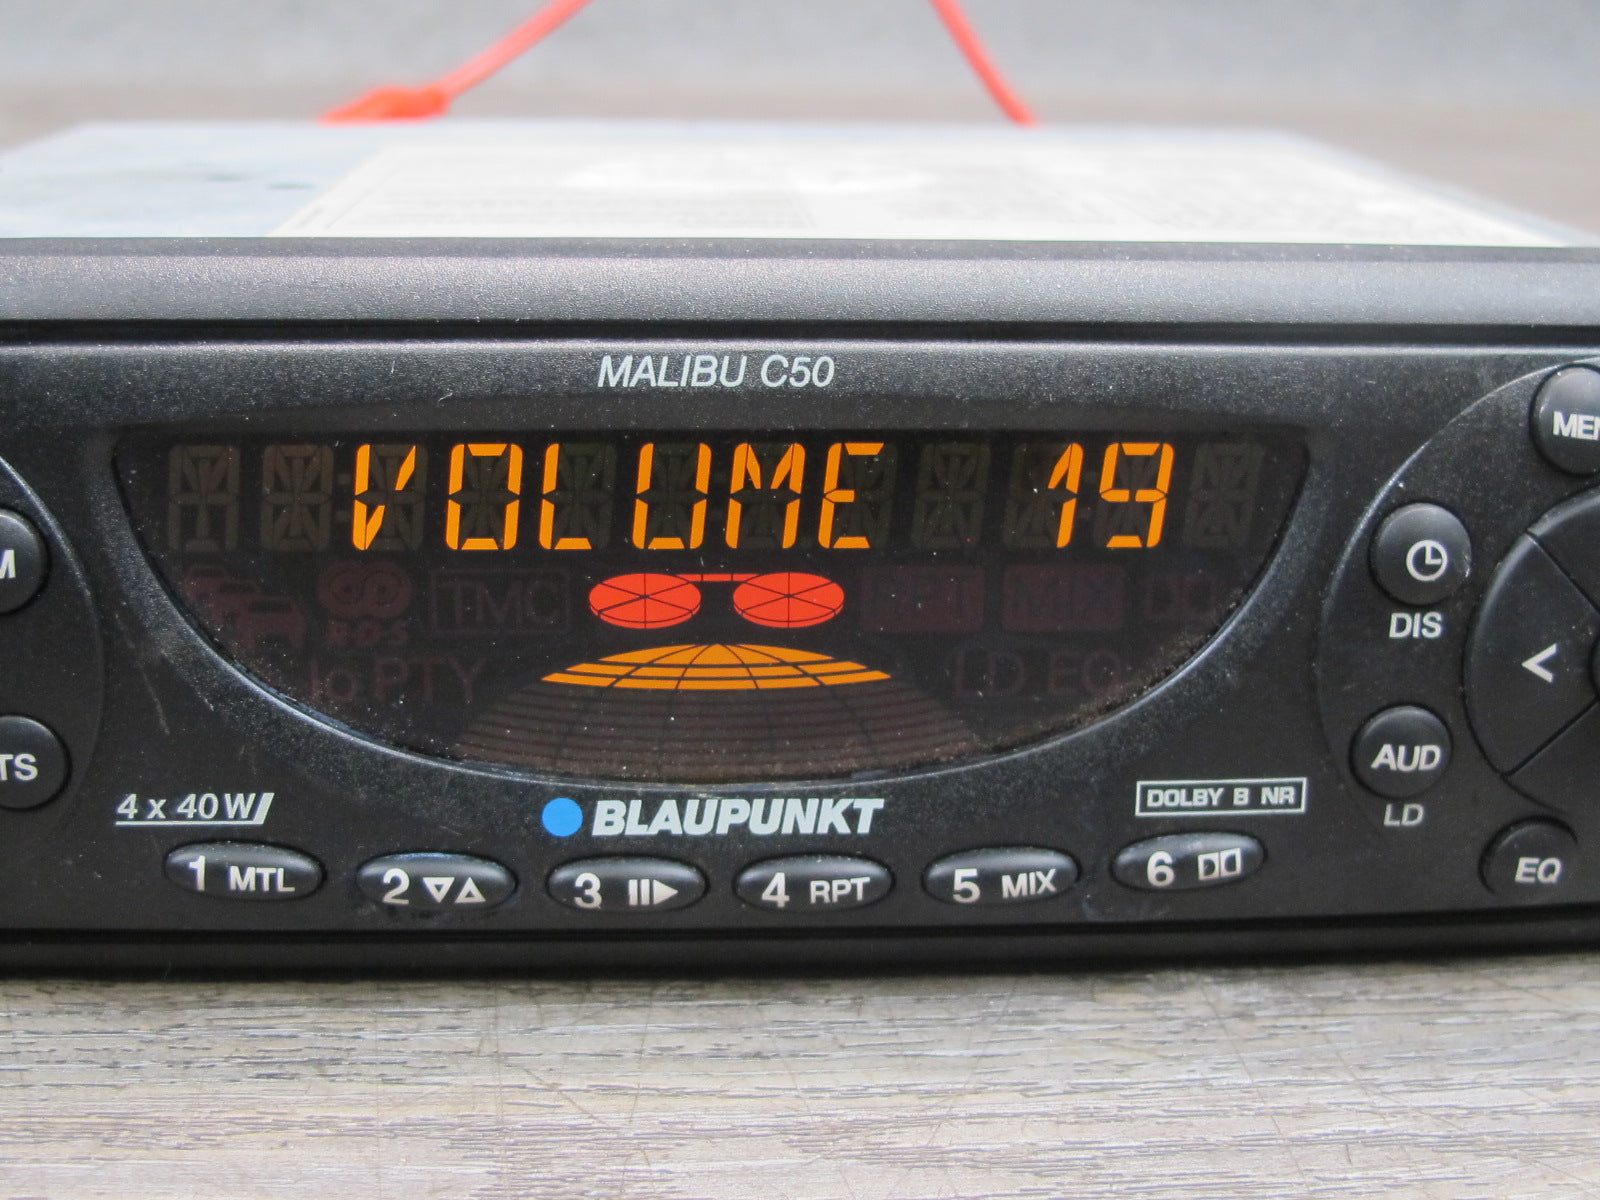 MALIBU C50
VOLUME 19
TMC
lo PTY
LD EQ
DIS
<
AUD
LD
EQ
4 x 40 W
BLAUPUNKT
DOLBY B NR
1 MTL
2
3
4 RPT
5 MIX
6